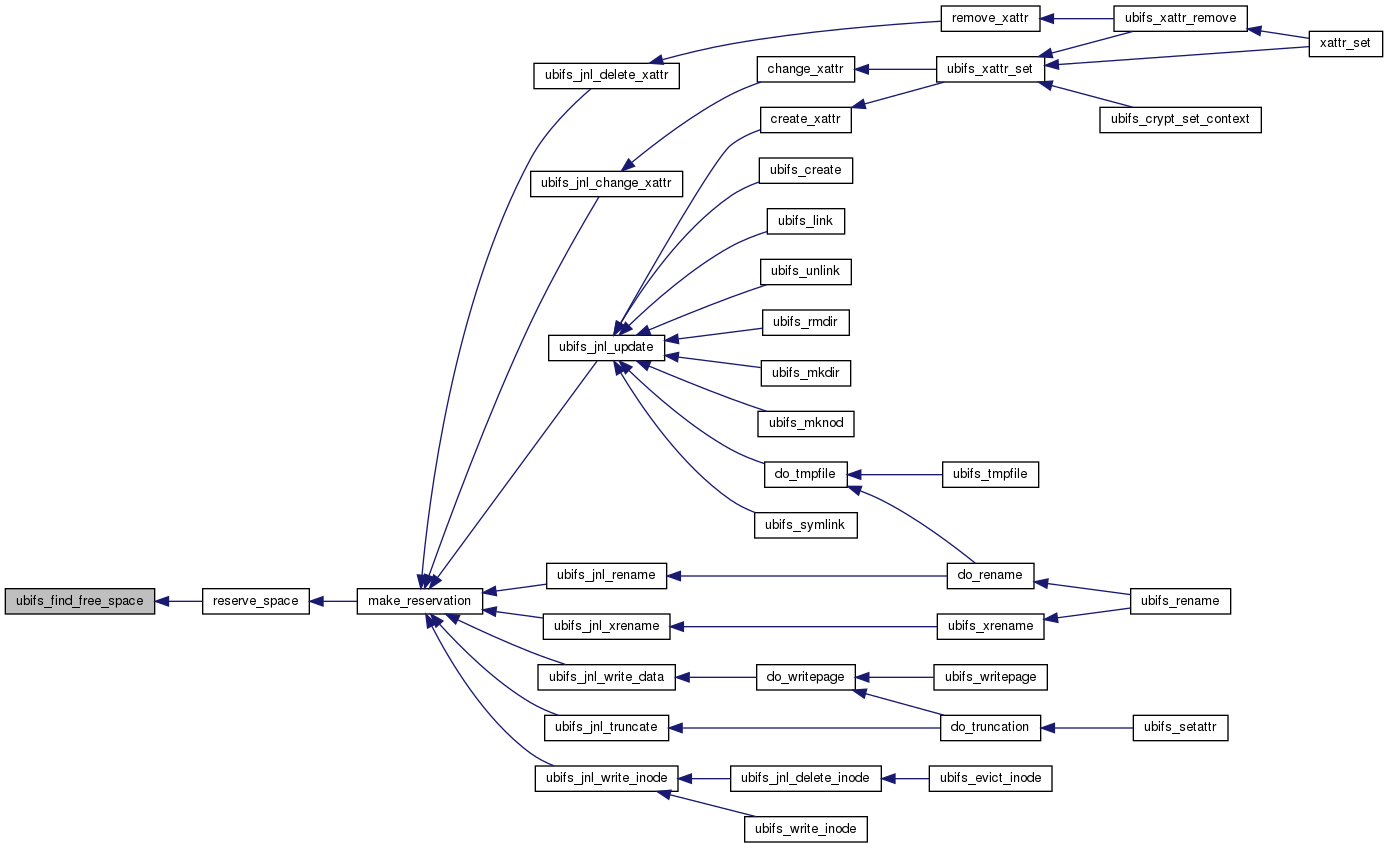 remove_xattr
ubifs_xattr_remove
xattr_set
ubifs_jnl_delete_xattr
change_xattr
ubifs_xattr_set
create_xattr
ubifs_crypt_set_context
ubifs_create
ubifs_jnl_change_xattr
ubifs_link
ubifs_unlink
ubifs_rmdir
ubifs_jnl_update
ubifs_mkdir
ubifs_mknod
do_tmpfile
ubifs_tmpfile
ubifs_symlink
ubifs_jnl_rename
do_rename
ubifs_find_free_space
reserve_space
make_reservation
ubifs_rename
ubifs_jnl_xrename
ubifs_xrename
ubifs_jnl_write_data
do_writepage
ubifs_writepage
ubifs_jnl_truncate
do_truncation
ubifs_setattr
ubifs_jnl_write_inode
ubifs_jnl_delete_inode
ubifs_evict_inode
ubifs_write_inode